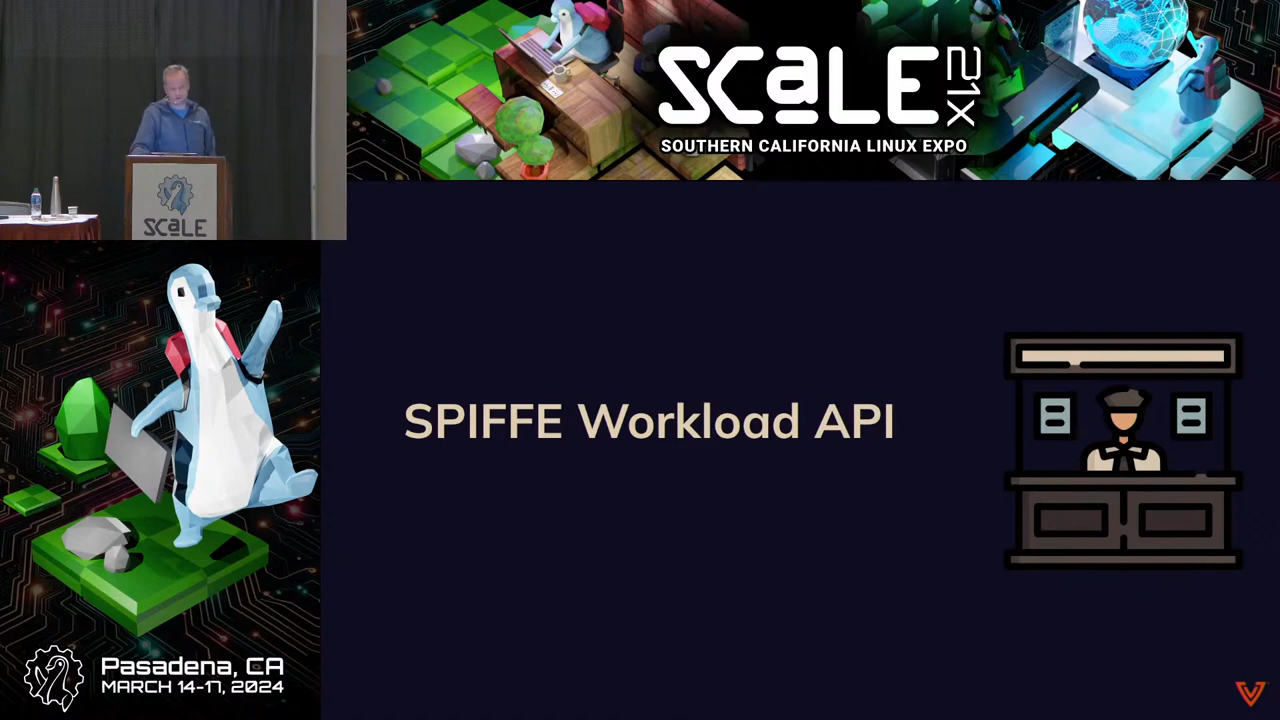 SCaLE 21X
SOUTHERN CALIFORNIA LINUX EXPO
SCaLE
SPIFFE Workload API
Pasadena, CA
MARCH 14-17, 2024